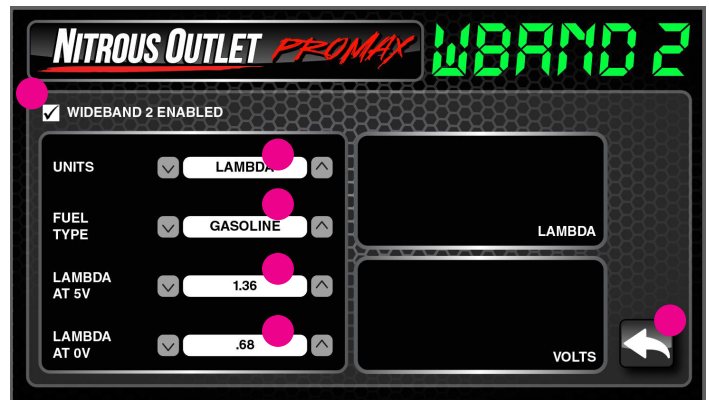 NITROUS OUTLET PROMAX
WBAND 2
WIDEBAND 2 ENABLED
UNITS
LAMBDA
FUEL
TYPE
GASOLINE
LAMBDA
AT 5V
1.36
LAMBDA
AT 0V
.68
LAMBDA
VOLTS